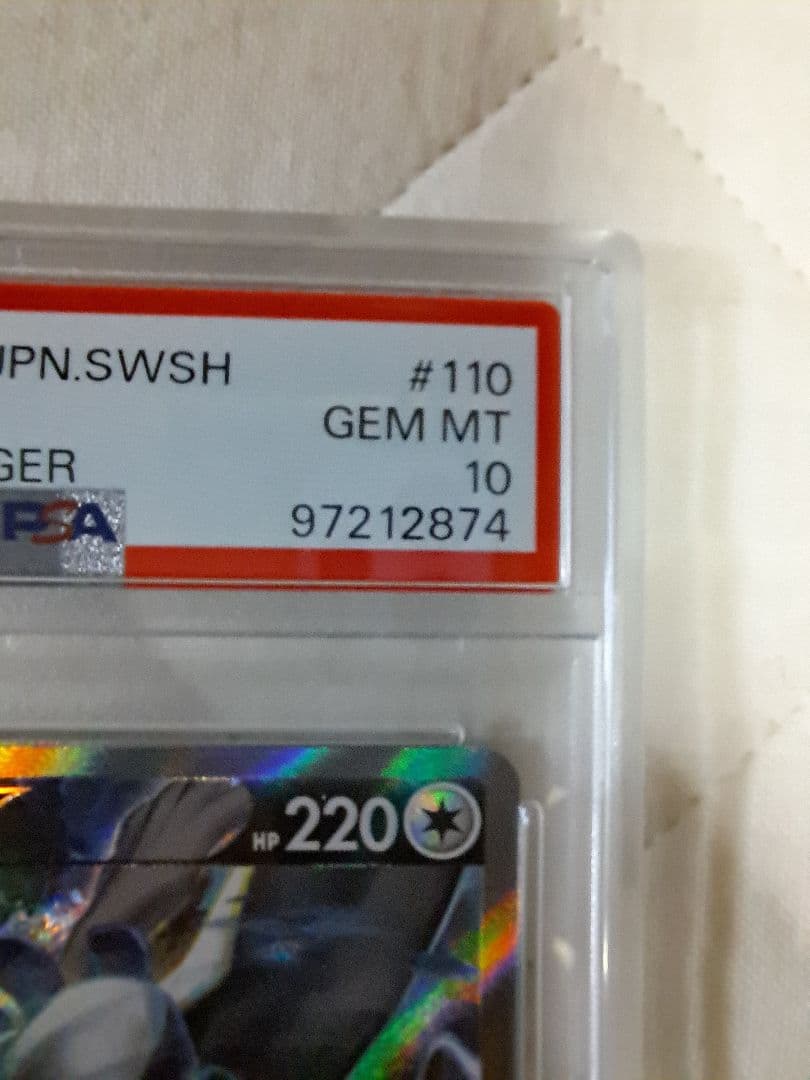 JPN.SWSH #110
GEM MT
GER 10
PSA 97212874
HP 220